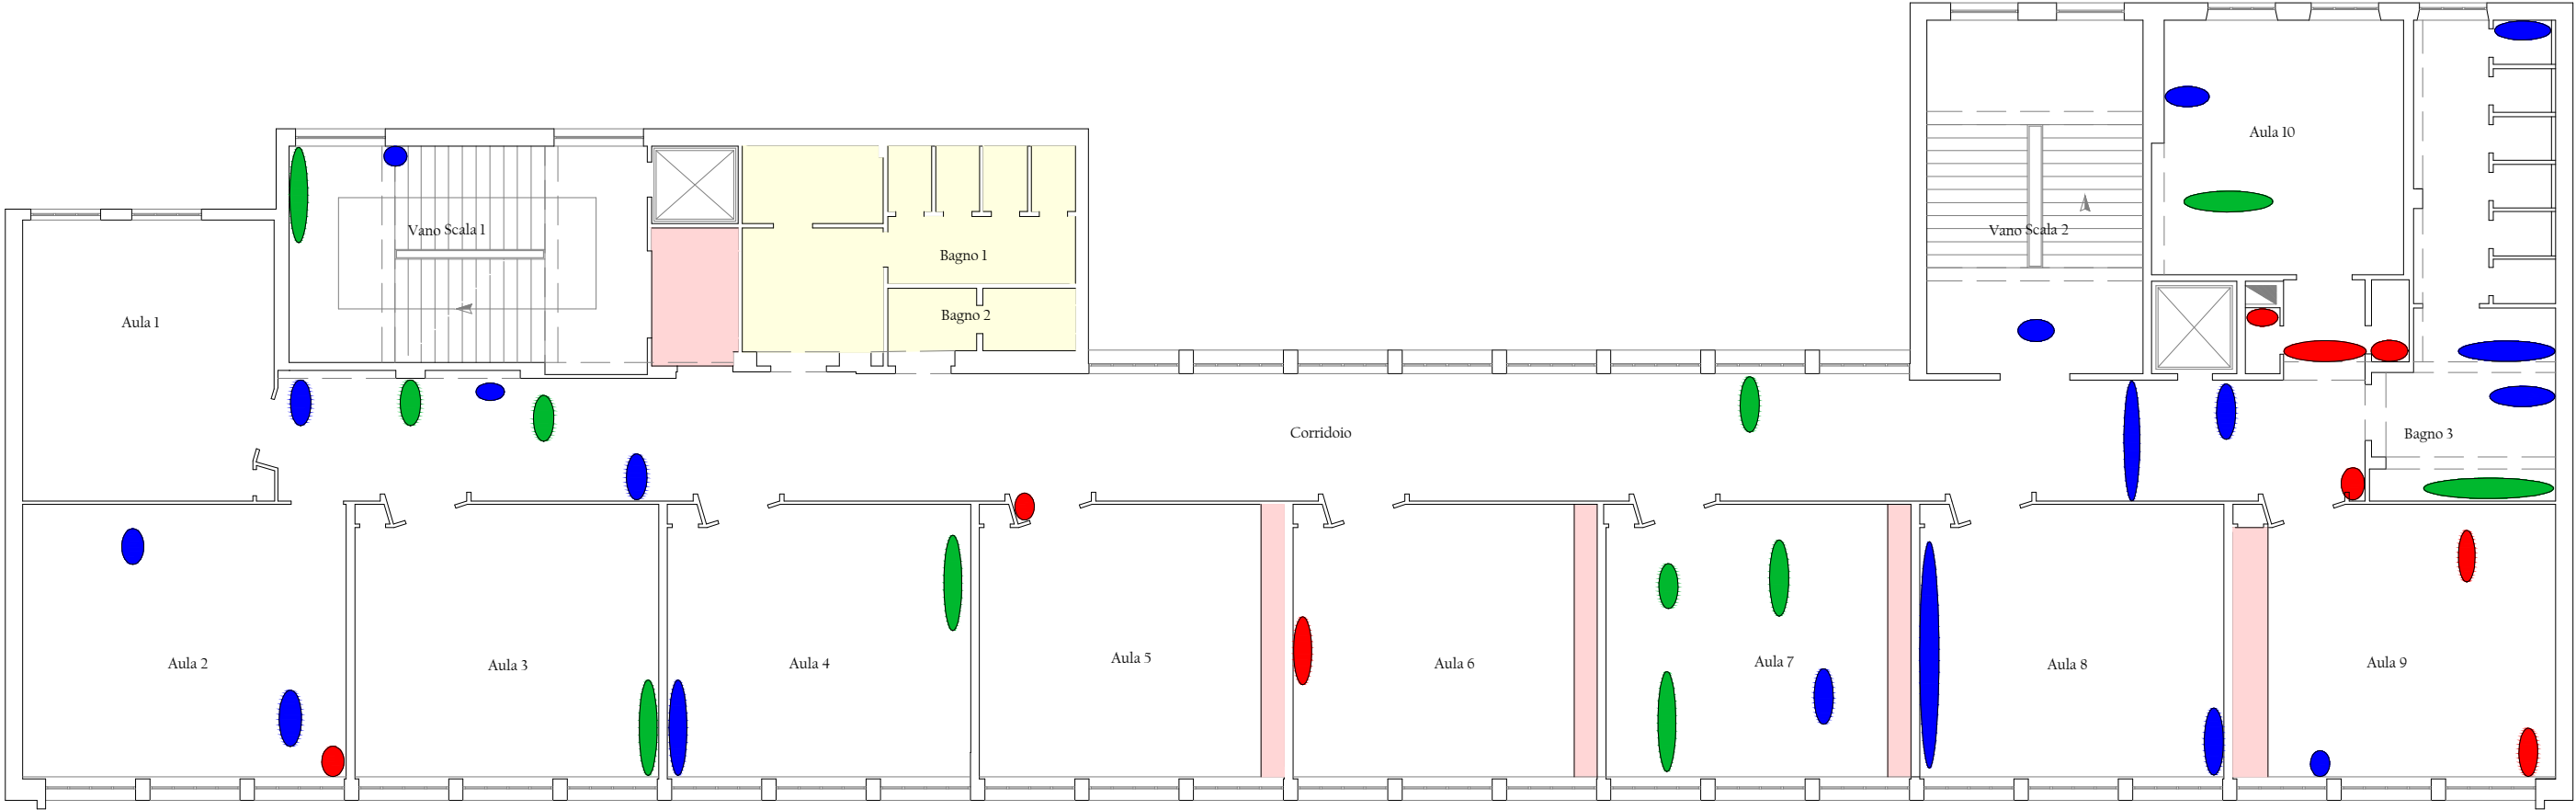 Aula 10
Vano Scala 1
Vano Scala 2
Bagno 1
Bagno 2
Aula 1
Corridoio
Bagno 3
Aula 2
Aula 3
Aula 4
Aula 5
Aula 6
Aula 7
Aula 8
Aula 9